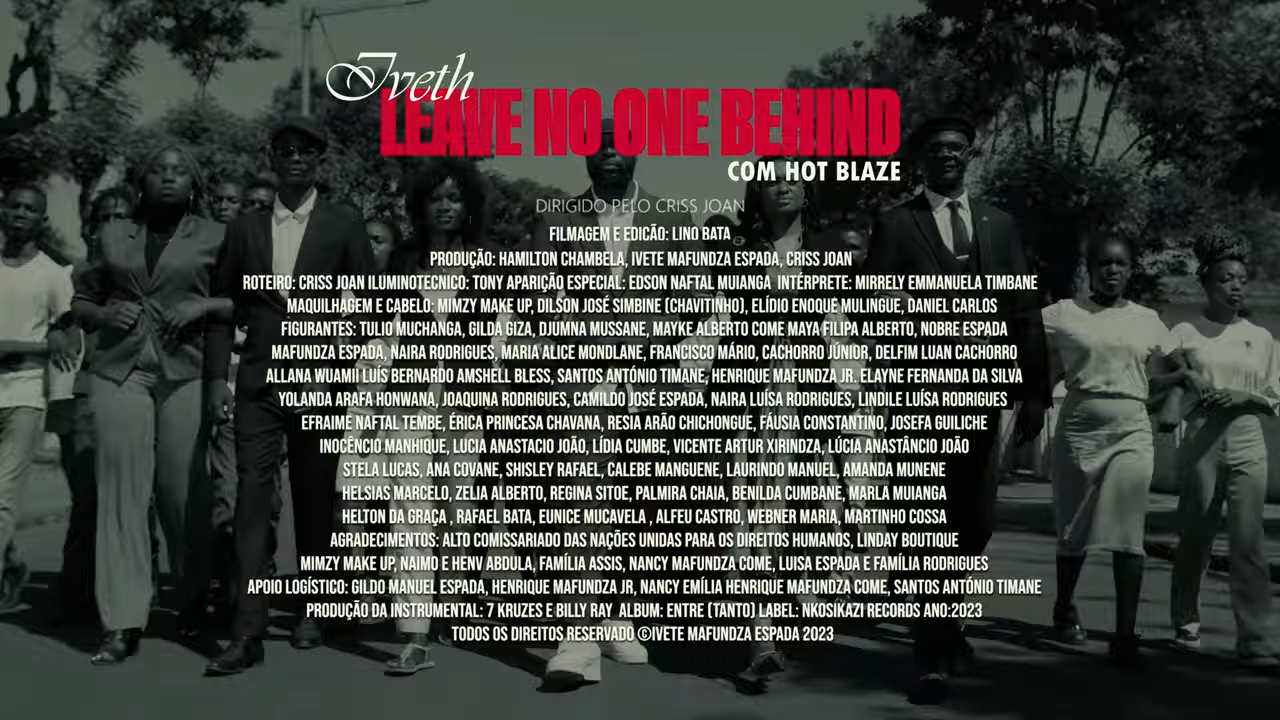 Iveth
LEAVE NO ONE BEHIND
COM HOT BLAZE
DIRIGIDO PELO CRISS JOAN
FILMAGEM E EDICÃO: LINO BATA
PRODUÇÃO: HAMILTON CHAMBELA, IVETE MAFUNDZA ESPADA, CRISS JOAN
ROTEIRO: CRISS JOAN ILUMINOTECNICO: TONY APARIÇÃO ESPECIAL: EDSON NAFTAL MUIANGA INTÉRPRETE: MIRRELY EMMANUELA TIMBANE
MAQUILHAGEM E CABELO: MIMZY MAKE UP, DILSON JOSÉ SIMBINE (CHAVITINHO), ELÍDIO ENOQUE MULINGUE, DANIEL CARLOS
FIGURANTES: TULIO MUCHANGA, GILDA GIZA, DJUMNA MUSSANE, MAYKE ALBERTO COME MAYA FILIPA ALBERTO, NOBRE ESPADA
MAFUNDZA ESPADA, NAIRA RODRIGUES, MARIA ALICE MONDLANE, FRANCISCO MÁRIO, CACHORRO JÚNIOR, DELFIM LUAN CACHORRO
ALLANA WUAMII LUÍS BERNARDO AMSHELL BLESS, SANTOS ANTÓNIO TIMANE, HENRIQUE MAFUNDZA JR. ELAYNE FERNANDA DA SILVA
YOLANDA ARAFA HONWANA, JOAQUINA RODRIGUES, CAMILDO JOSÉ ESPADA, NAIRA LUÍSA RODRIGUES, LINDILE LUÍSA RODRIGUES
EFRAIME NAFTAL TEMBE, ÉRICA PRINCESA CHAVANA, RESIA ARÃO CHICHONGUE, FÁUSIA CONSTANTINO, JOSEFA GUILICHE
INOCÊNCIO MANHIQUE, LUCIA ANASTACIO JOÃO, LÍDIA CUMBE, VICENTE ARTUR XIRINDZA, LÚCIA ANASTÂNCIO JOÃO
STELA LUCAS, ANA COVANE, SHISLEY RAFAEL, CALEBE MANGUENE, LAURINDO MANUEL, AMANDA MUNENE
HELSIAS MARCELO, ZELIA ALBERTO, REGINA SITOE, PALMIRA CHAIA, BENILDA CUMBANE, MARLA MUIANGA
HELTON DA GRAÇA , RAFAEL BATA, EUNICE MUCAVELA , ALFEU CASTRO, WEBNER MARIA, MARTINHO COSSA
AGRADECIMENTOS: ALTO COMISSARIADO DAS NAÇÕES UNIDAS PARA OS DIREITOS HUMANOS, LINDAY BOUTIQUE
MIMZY MAKE UP, NAIMO E HENV ABDULA, FAMÍLIA ASSIS, NANCY MAFUNDZA COME, LUISA ESPADA E FAMÍLIA RODRIGUES
APOIO LOGÍSTICO: GILDO MANUEL ESPADA, HENRIQUE MAFUNDZA JR, NANCY EMÍLIA HENRIQUE MAFUNDZA COME, SANTOS ANTÓNIO TIMANE
PRODUÇÃO DA INSTRUMENTAL: 7 KRUZES E BILLY RAY ALBUM: ENTRE (TANTO) LABEL: NKOSÍKAZI RECORDS ANO:2023
TODOS OS DIREITOS RESERVADO ©IVETE MAFUNDZA ESPADA 2023